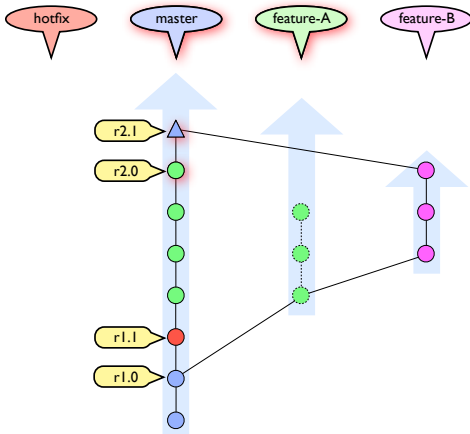 hotfix
master
feature-A
feature-B
r2.1
r2.0
r1.1
r1.0